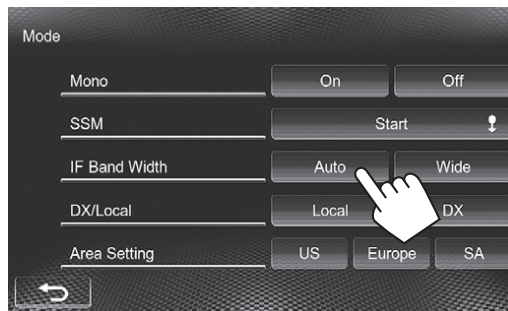 Mode
Mono On Off
SSM Start
IF Band Width Auto Wide
DX/Local Local DX
Area Setting US Europe SA